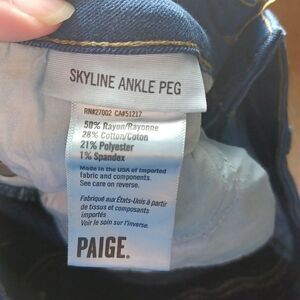 SKYLINE ANKLE PEG
RN#27002 CA#51217
50% Rayon/Rayonne
28% Cotton/Coton
21% Polyester
1% Spandex
Made in the USA of imported
fabric and components.
See care on reverse.
Fabriqué aux États-Unis à partir
de tissus et composants
importés
Voir le soin sur l'inverse.
PAIGE.